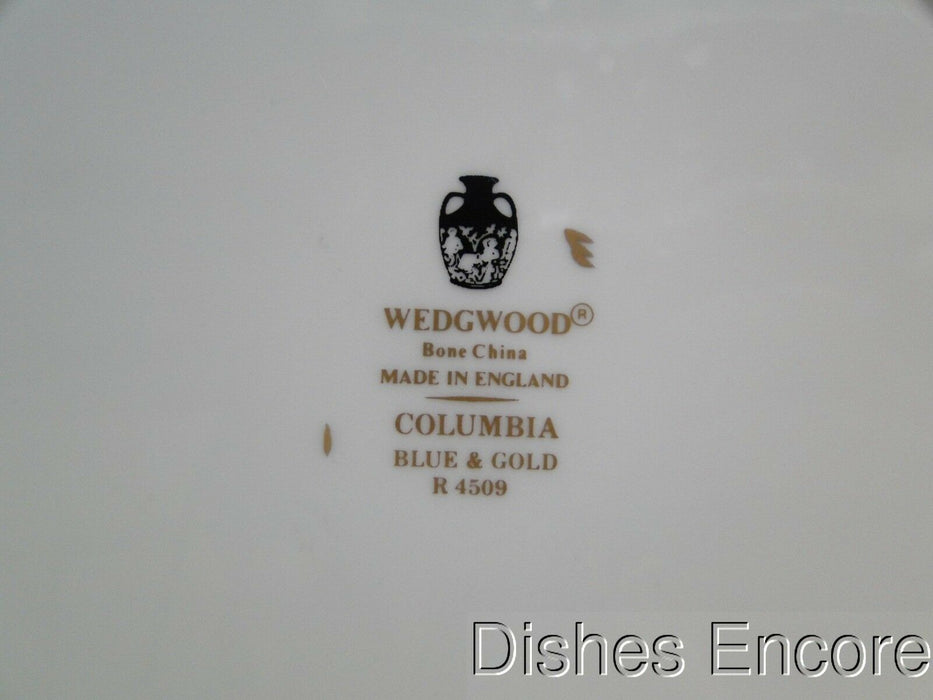 WEDGWOOD®
Bone China
MADE IN ENGLAND
COLUMBIA
BLUE & GOLD
R 4509
Dishes Encore